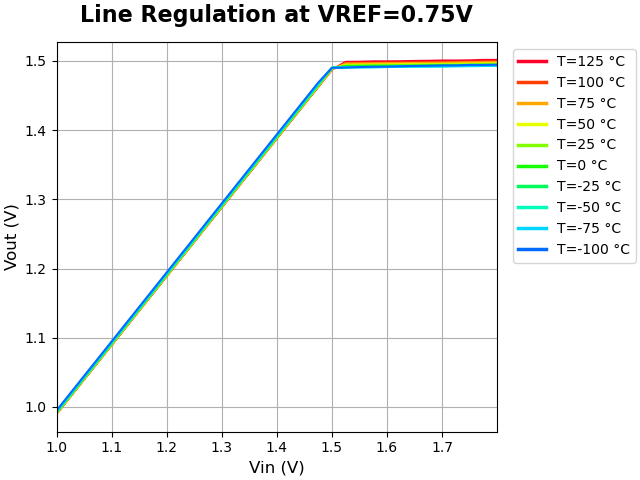 Line Regulation at VREF=0.75V
Vout (V)
1.5
1.4
1.3
1.2
1.1
1.0
1.0 1.1 1.2 1.3 1.4 1.5 1.6 1.7
Vin (V)
T=125 °C
T=100 °C
T=75 °C
T=50 °C
T=25 °C
T=0 °C
T=-25 °C
T=-50 °C
T=-75 °C
T=-100 °C